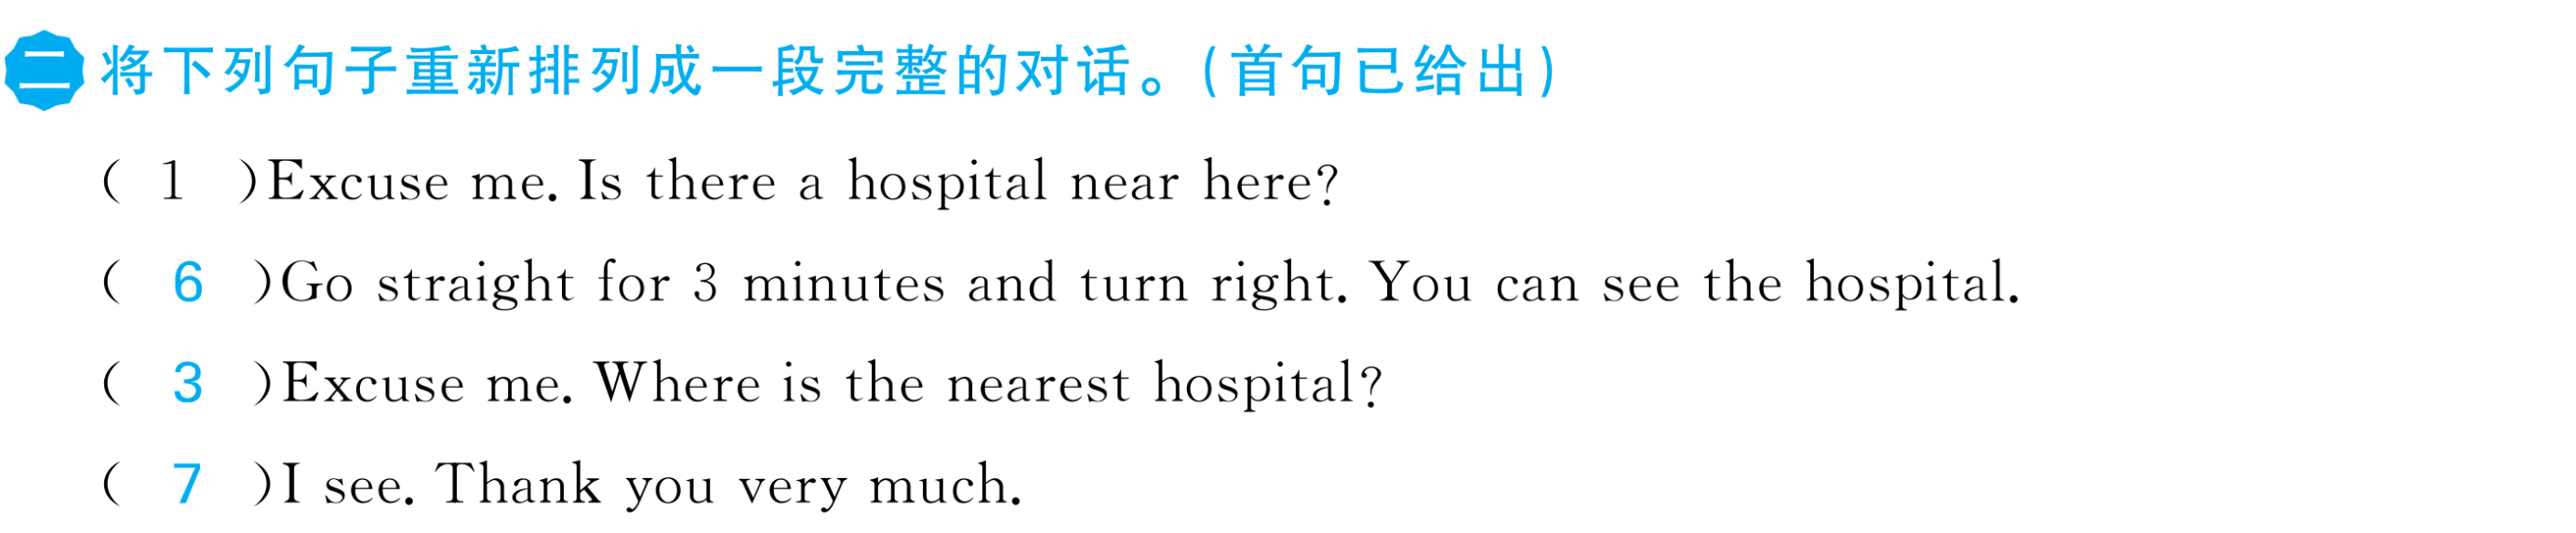 二 将下列句子重新排列成一段完整的对话。(首句已给出)
( 1 )Excuse me. Is there a hospital near here?
( 6 )Go straight for 3 minutes and turn right. You can see the hospital.
( 3 )Excuse me. Where is the nearest hospital?
( 7 )I see. Thank you very much.